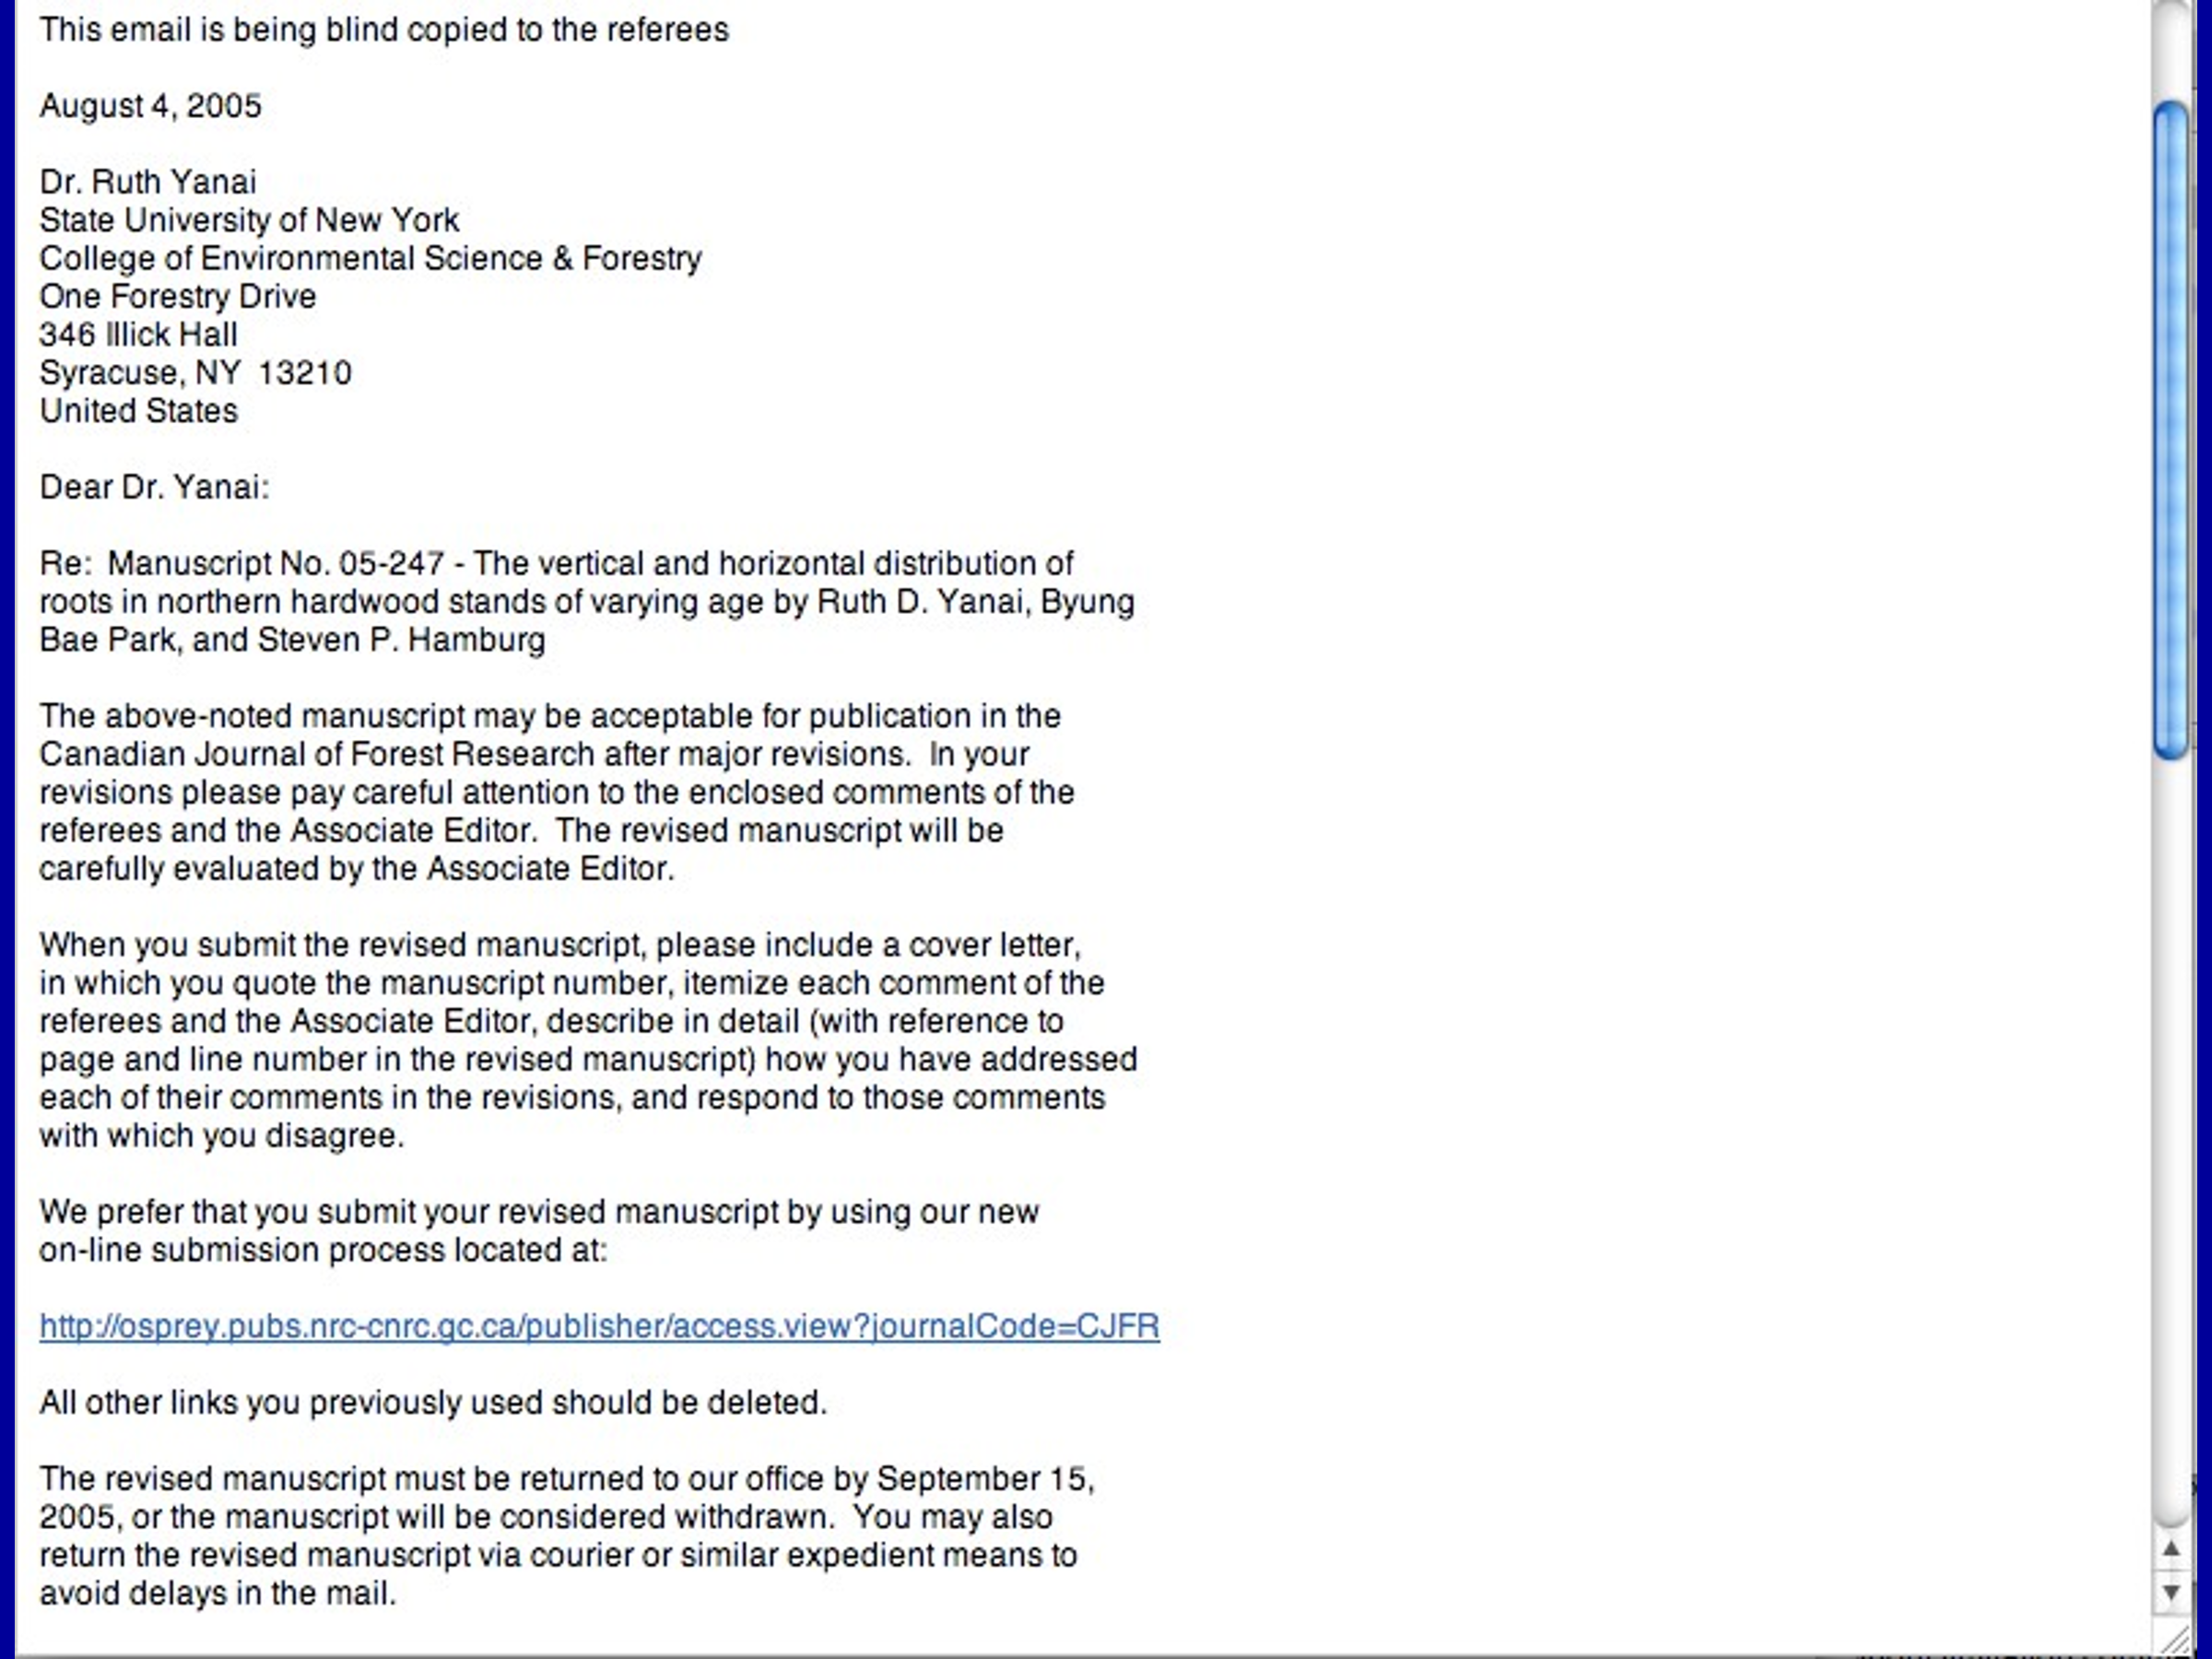 This email is being blind copied to the referees
August 4, 2005
Dr. Ruth Yanai
State University of New York
College of Environmental Science & Forestry
One Forestry Drive
346 Illick Hall
Syracuse, NY  13210
United States
Dear Dr. Yanai:
Re:  Manuscript No. 05-247 - The vertical and horizontal distribution of
roots in northern hardwood stands of varying age by Ruth D. Yanai, Byung
Bae Park, and Steven P. Hamburg
The above-noted manuscript may be acceptable for publication in the
Canadian Journal of Forest Research after major revisions.  In your
revisions please pay careful attention to the enclosed comments of the
referees and the Associate Editor.  The revised manuscript will be
carefully evaluated by the Associate Editor.
When you submit the revised manuscript, please include a cover letter,
in which you quote the manuscript number, itemize each comment of the
referees and the Associate Editor, describe in detail (with reference to
page and line number in the revised manuscript) how you have addressed
each of their comments in the revisions, and respond to those comments
with which you disagree.
We prefer that you submit your revised manuscript by using our new
on-line submission process located at:
http://osprey.pubs.nrc-cnrc.gc.ca/publisher/access.view?journalCode=CJFR
All other links you previously used should be deleted.
The revised manuscript must be returned to our office by September 15,
2005, or the manuscript will be considered withdrawn.  You may also
return the revised manuscript via courier or similar expedient means to
avoid delays in the mail.